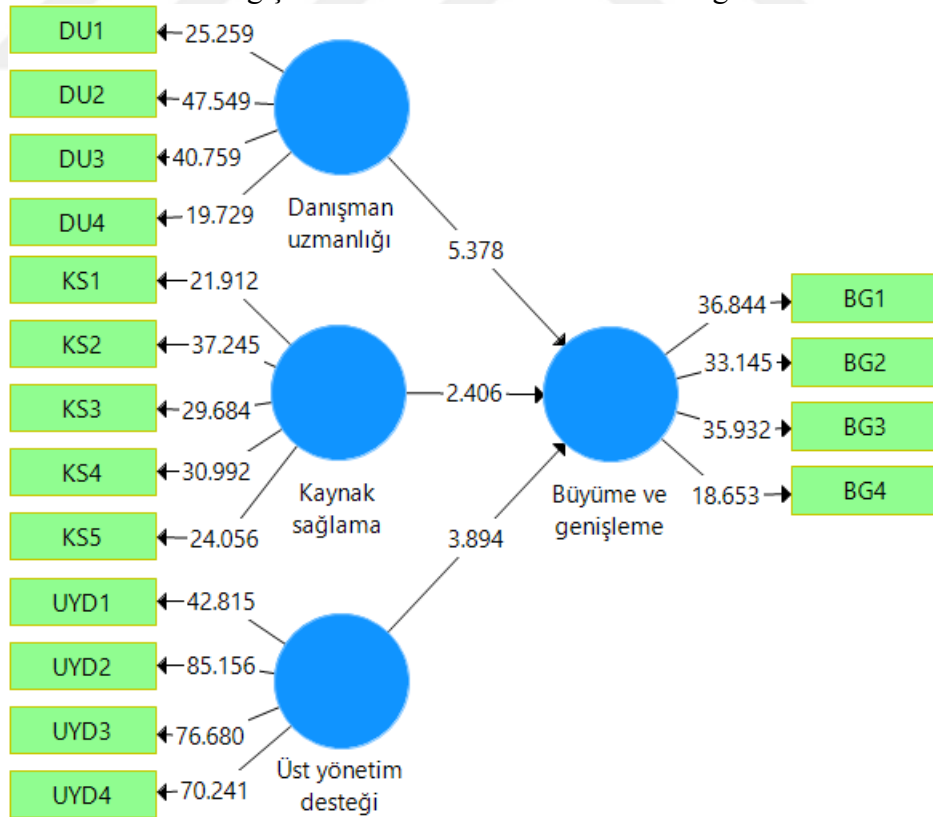 DU1
25.259
DU2
47.549
DU3
40.759
DU4
19.729
Danışman
uzmanlığı
5.378
KS1
21.912
KS2
37.245
KS3
29.684
KS4
30.992
KS5
24.056
Kaynak
sağlama
2.406
UYD1
42.815
UYD2
85.156
UYD3
76.680
UYD4
70.241
Üst yönetim
desteği
3.894
Büyüme ve
genişleme
36.844
BG1
33.145
BG2
35.932
BG3
18.653
BG4